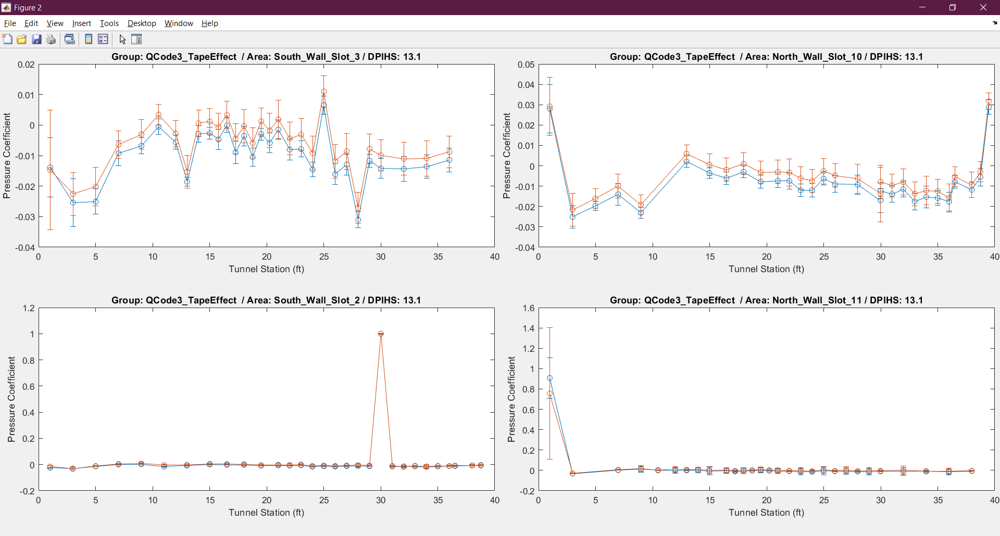 Figure 2
File Edit View Insert Tools Desktop Window Help
Group: QCode3_TapeEffect / Area: South_Wall_Slot_3 / DPIHS: 13.1
0.02
0.01
0
-0.01
-0.02
-0.03
-0.04
Pressure Coefficient
0 5 10 15 20 25 30 35 40
Tunnel Station (ft)
Group: QCode3_TapeEffect / Area: North_Wall_Slot_10 / DPIHS: 13.1
0.05
0.04
0.03
0.02
0.01
0
-0.01
-0.02
-0.03
-0.04
Pressure Coefficient
0 5 10 15 20 25 30 35 40
Tunnel Station (ft)
Group: QCode3_TapeEffect / Area: South_Wall_Slot_2 / DPIHS: 13.1
1.2
1
0.8
0.6
0.4
0.2
0
-0.2
Pressure Coefficient
0 5 10 15 20 25 30 35 40
Tunnel Station (ft)
Group: QCode3_TapeEffect / Area: North_Wall_Slot_11 / DPIHS: 13.1
1.6
1.4
1.2
1
0.8
0.6
0.4
0.2
0
-0.2
Pressure Coefficient
0 5 10 15 20 25 30 35 40
Tunnel Station (ft)